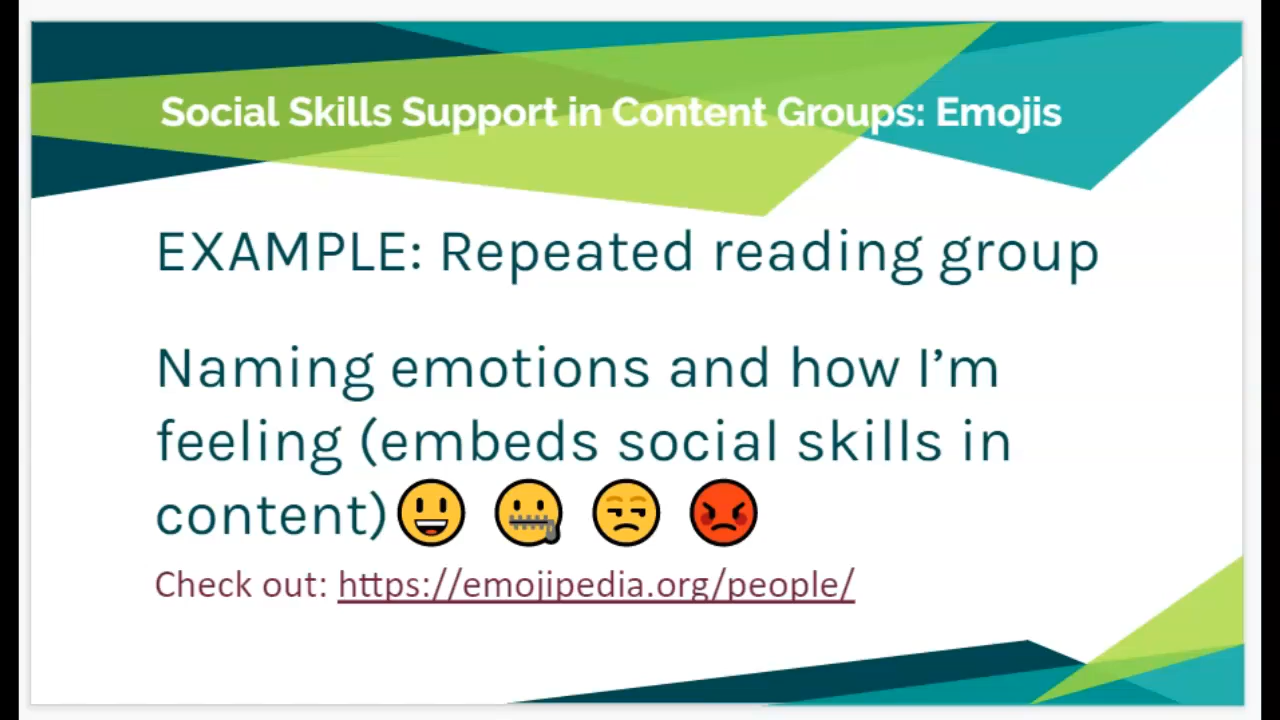 Social Skills Support in Content Groups: Emojis
EXAMPLE: Repeated reading group
Naming emotions and how I’m
feeling (embeds social skills in
content)😃 🤐 😒 😡
Check out: https://emojipedia.org/people/